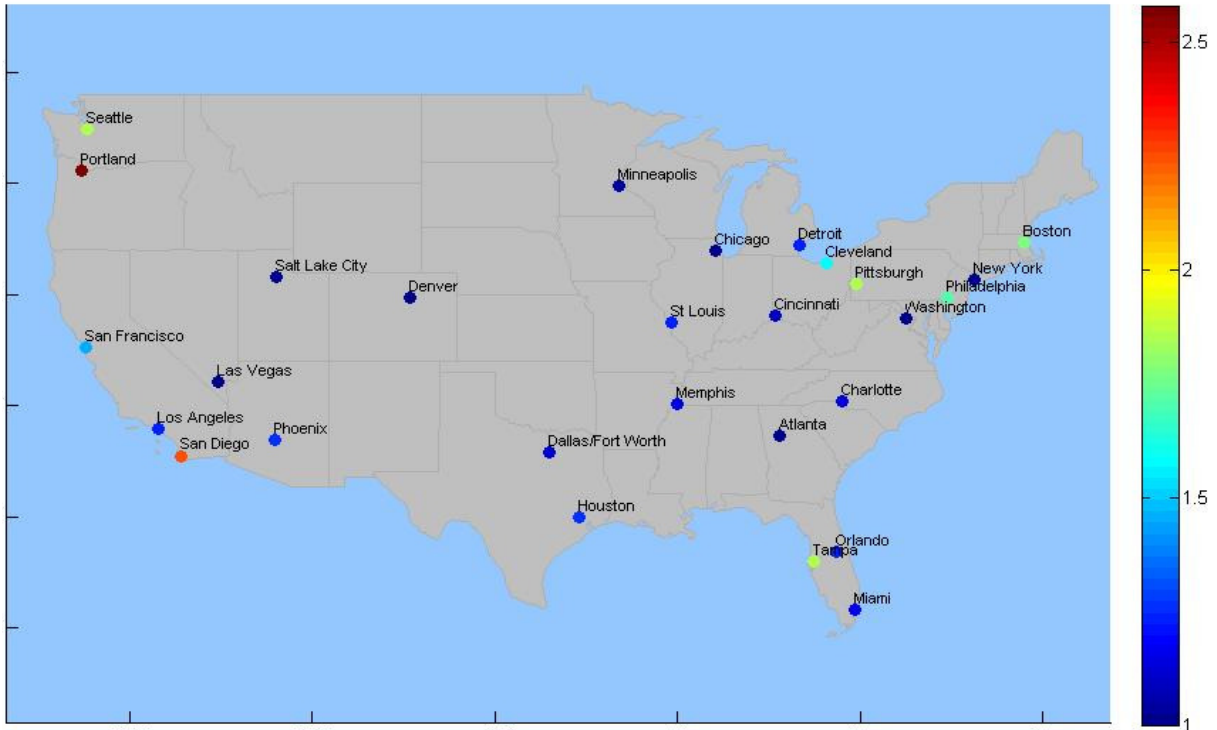 2.5
Seattle
Portland
Minneapolis
Boston
Detroit
Chicago
Cleveland
Salt Lake City
New York
Pittsburgh
2
Denver
Philadelphia
Washington
St Louis
Cincinnati
San Francisco
Las Vegas
Memphis
Charlotte
Los Angeles
Phoenix
Atlanta
San Diego
Dallas/Fort Worth
1.5
Houston
Orlando
Tampa
Miami
1